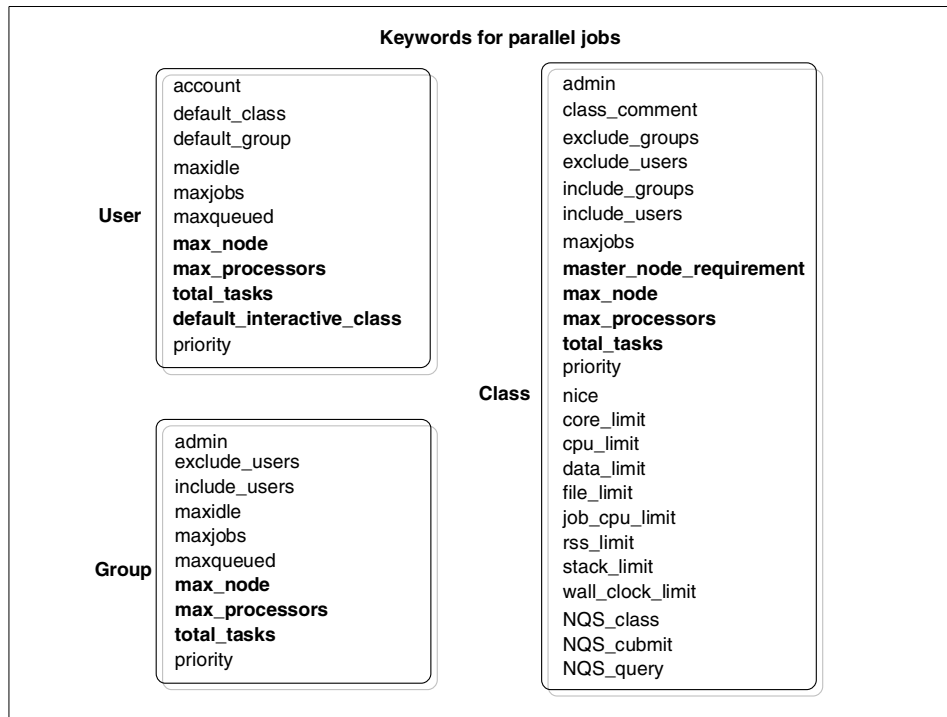 Keywords for parallel jobs
User
account
default_class
default_group
maxidle
maxjobs
maxqueued
max_node
max_processors
total_tasks
default_interactive_class
priority
Group
admin
exclude_users
include_users
maxidle
maxjobs
maxqueued
max_node
max_processors
total_tasks
priority
Class
admin
class_comment
exclude_groups
exclude_users
include_groups
include_users
maxjobs
master_node_requirement
max_node
max_processors
total_tasks
priority
nice
core_limit
cpu_limit
data_limit
file_limit
job_cpu_limit
rss_limit
stack_limit
wall_clock_limit
NQS_class
NQS_cubmit
NQS_query